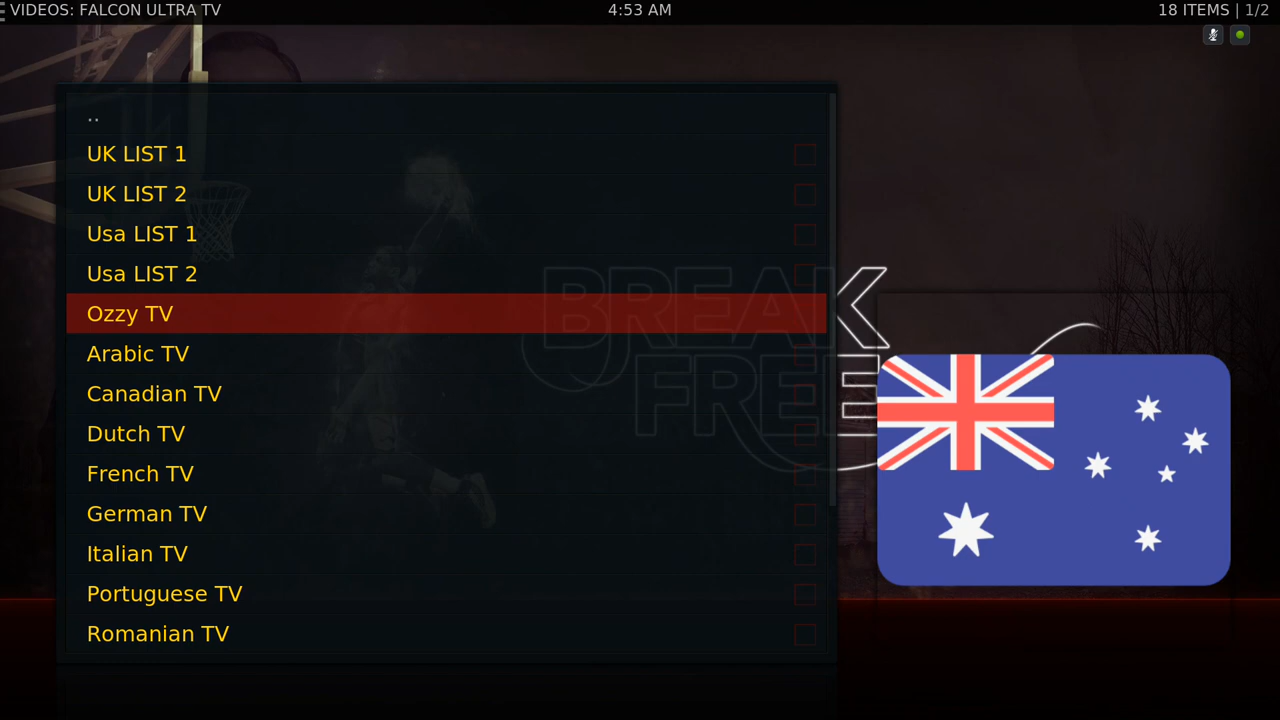 VIDEOS: FALCON ULTRA TV
4:53 AM
18 ITEMS | 1/2
..
UK LIST 1
UK LIST 2
Usa LIST 1
Usa LIST 2
Ozzy TV
Arabic TV
Canadian TV
Dutch TV
French TV
German TV
Italian TV
Portuguese TV
Romanian TV
BREAK
FREE